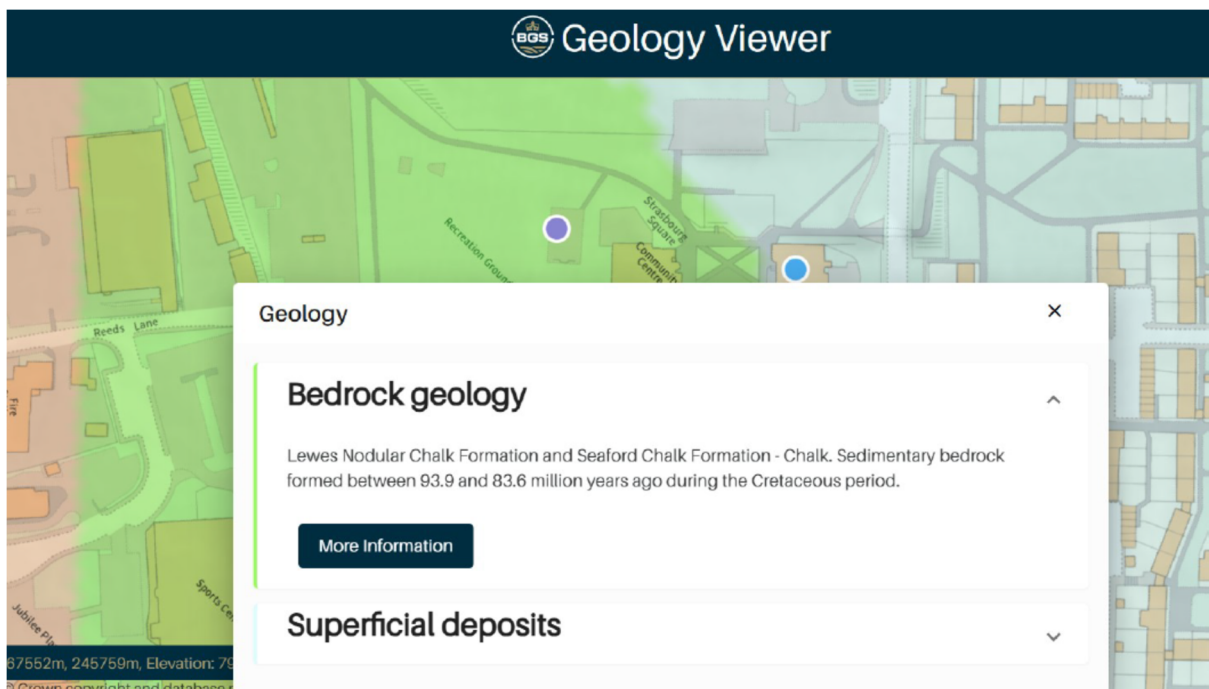 BGS Geology Viewer
Strasbourg
Square
Recreation Ground
Community
Centre
Reeds Lane
Geology
Fire
Bedrock geology
Lewes Nodular Chalk Formation and Seaford Chalk Formation - Chalk. Sedimentary bedrock
formed between 93.9 and 83.6 million years ago during the Cretaceous period.
More Information
Sports Ce
Jubilee Pla
Superficial deposits
67552m, 245759m, Elevation: 79
© Crown copyright and database r